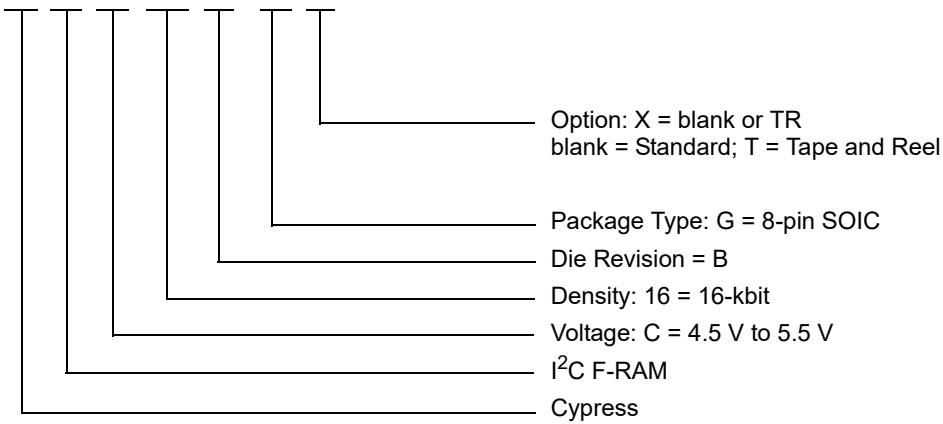 Option: X = blank or TR
blank = Standard; T = Tape and Reel
Package Type: G = 8-pin SOIC
Die Revision = B
Density: 16 = 16-kbit
Voltage: C = 4.5 V to 5.5 V
I²C F-RAM
Cypress